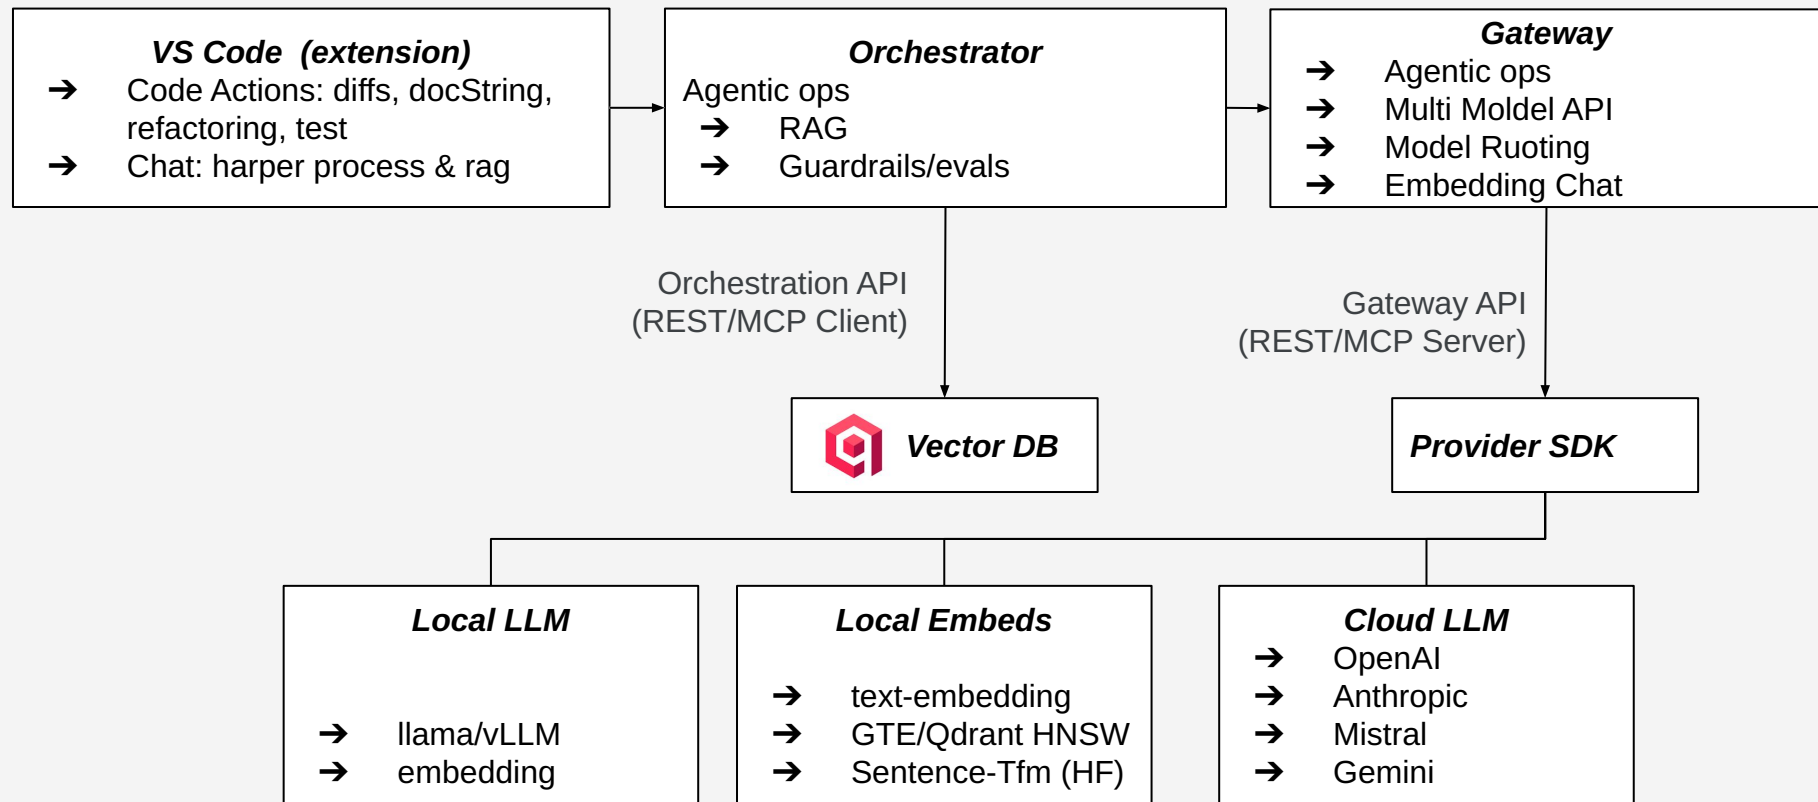 VS Code (extension)
➔ Code Actions: diffs, docString,
refactoring, test
➔ Chat: harper process & rag
Orchestrator
Agentic ops
➔ RAG
➔ Guardrails/evals
Gateway
➔ Agentic ops
➔ Multi Moldel API
➔ Model Ruoting
➔ Embedding Chat
Orchestration API
(REST/MCP Client)
Gateway API
(REST/MCP Server)
Vector DB
Provider SDK
Local LLM
➔ llama/vLLM
➔ embedding
Local Embeds
➔ text-embedding
➔ GTE/Qdrant HNSW
➔ Sentence-Tfm (HF)
Cloud LLM
➔ OpenAI
➔ Anthropic
➔ Mistral
➔ Gemini